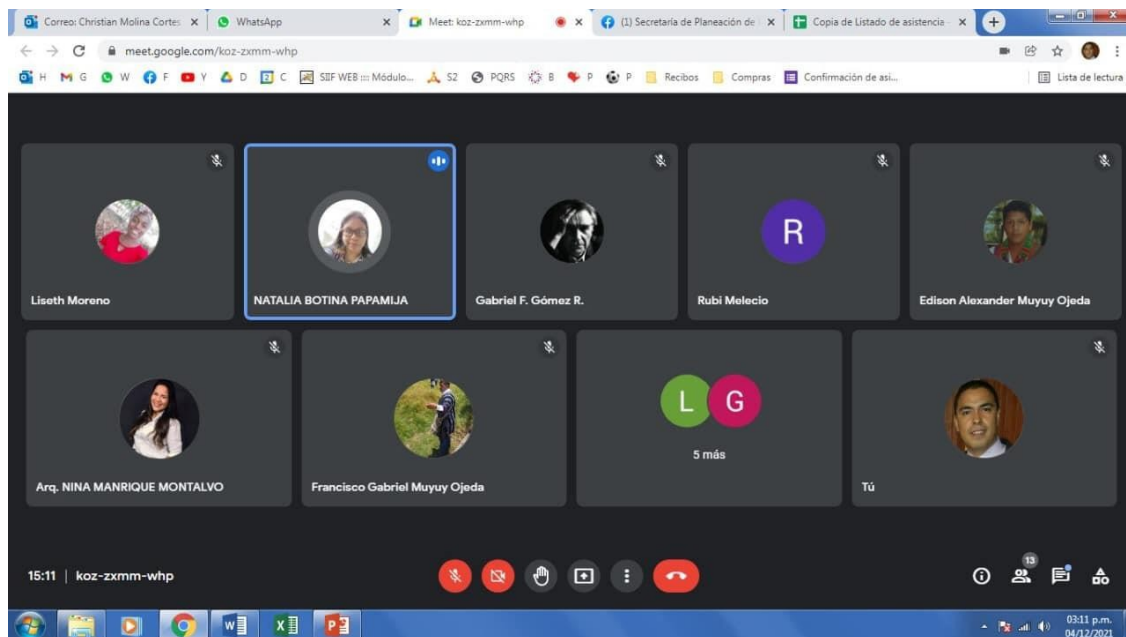 Correo: Christian Molina Cortes
WhatsApp
Meet: koz-zxmm-whp
(1) Secretaría de Planeación de
Copia de Listado de asistencia -
meet.google.com/koz-zxmm-whp
H G W F Y D C SIIF WEB ::: Módulo... S2 PQRS B P P Recibos Compras Confirmación de asi... Lista de lectura
Liseth Moreno
NATALIA BOTINA PAPAMIJA
Gabriel F. Gómez R.
R
Rubi Melecio
Edison Alexander Muyuy Ojeda
Arq. NINA MANRIQUE MONTALVO
Francisco Gabriel Muyuy Ojeda
L G
5 más
Tú
15:11 | koz-zxmm-whp
13
03:11 p.m.
04/12/2021